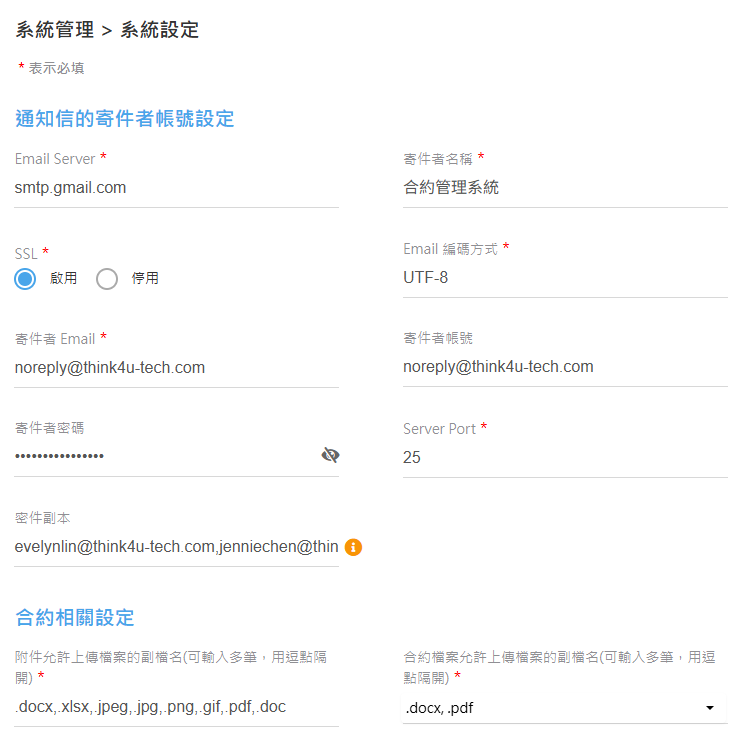 系統管理 > 系統設定
* 表示必填
通知信的寄件者帳號設定
Email Server *
smtp.gmail.com
寄件者名稱 *
合約管理系統
SSL *
啟用 停用
Email 編碼方式 *
UTF-8
寄件者 Email *
noreply@think4u-tech.com
寄件者帳號
noreply@think4u-tech.com
寄件者密碼
••••••••••••••••
Server Port *
25
密件副本
evelynlin@think4u-tech.com,jenniechen@thin
合約相關設定
附件允許上傳檔案的副檔名(可輸入多筆，用逗點隔
開) *
.docx,.xlsx,.jpeg,.jpg,.png,.gif,.pdf,.doc
合約檔案允許上傳檔案的副檔名(可輸入多筆，用逗
點隔開) *
.docx, .pdf